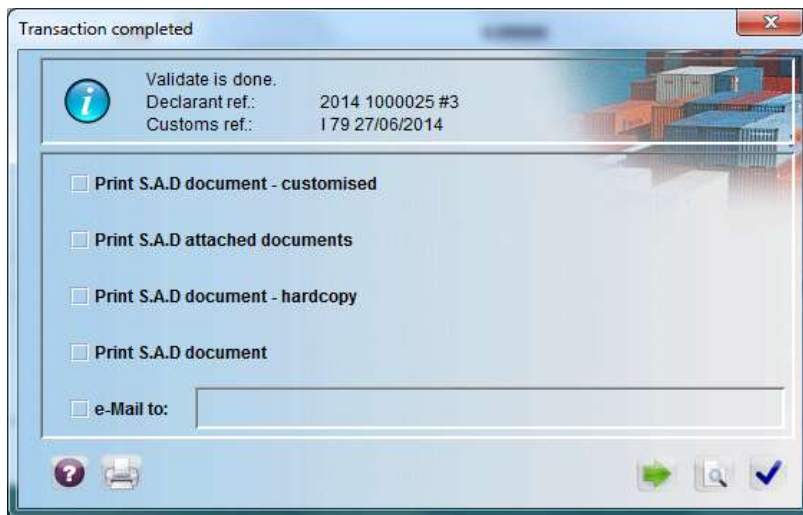 Transaction completed
Validate is done.
Declarant ref.: 2014 1000025 #3
Customs ref.: I 79 27/06/2014
Print S.A.D document - customised
Print S.A.D attached documents
Print S.A.D document - hardcopy
Print S.A.D document
e-Mail to: